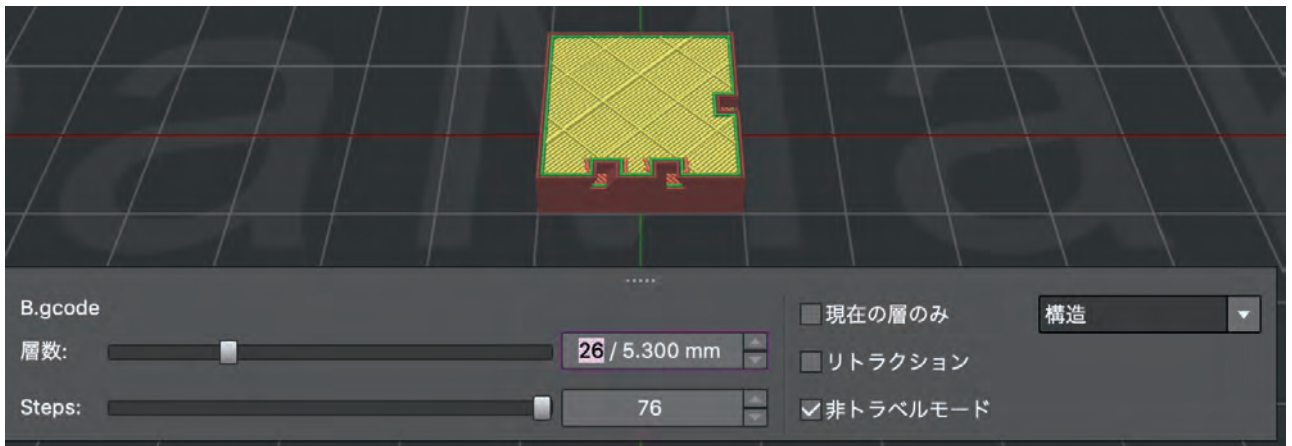 B.gcode
層数:
26 / 5.300 mm
Steps:
76
現在の層のみ
構造
リトラクション
非トラベルモード